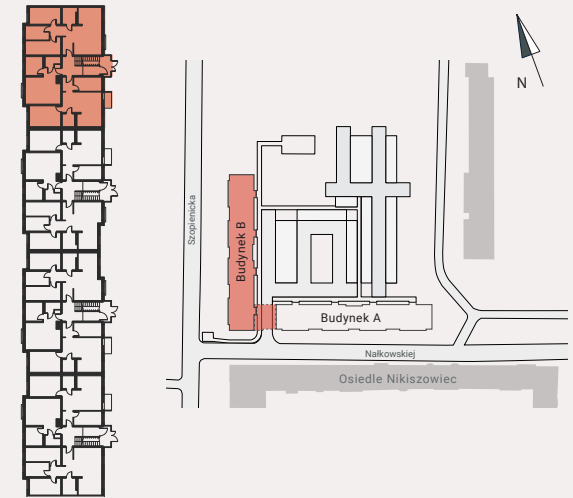 N
Szopienicka
Budynek B
Budynek A
Nałkowskiej
Osiedle Nikiszowiec